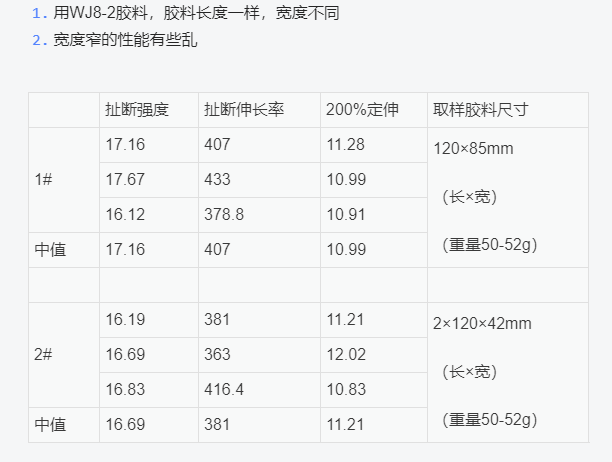 1. 用WJ8-2胶料，胶料长度一样，宽度不同
2. 宽度窄的性能有些乱
扯断强度 扯断伸长率 200%定伸 取样胶料尺寸
1# 17.16 407 11.28 120×85mm
17.67 433 10.99 （长×宽）
16.12 378.8 10.91
中值 17.16 407 10.99 （重量50-52g）
2# 16.19 381 11.21 2×120×42mm
16.69 363 12.02 （长×宽）
16.83 416.4 10.83
中值 16.69 381 11.21 （重量50-52g）